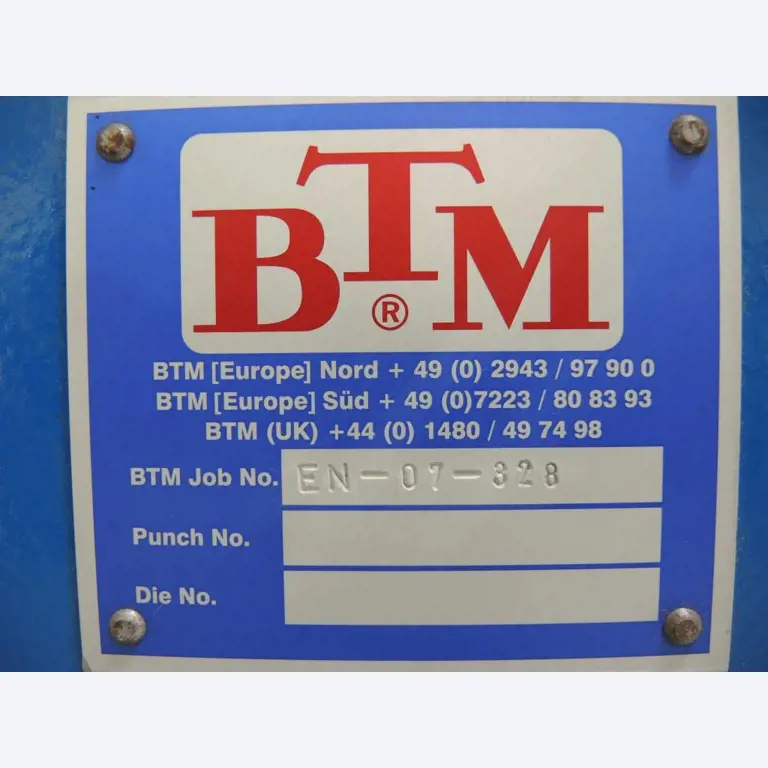 BTM
®
BTM [Europe] Nord + 49 (0) 2943 / 97 90 0
BTM [Europe] Süd + 49 (0)7223 / 80 83 93
BTM (UK) +44 (0) 1480 / 49 74 98
BTM Job No. EN-07-328
Punch No.
Die No.